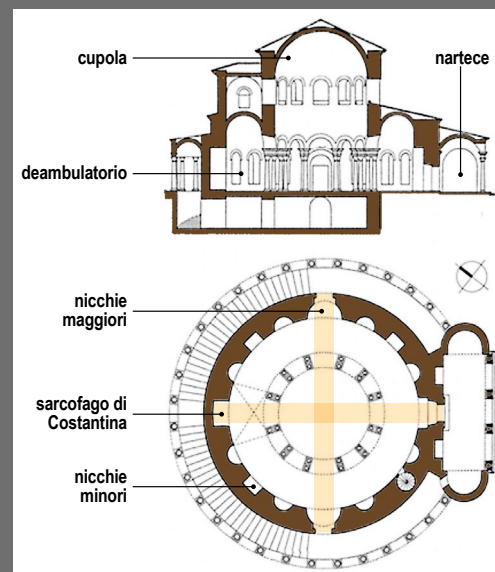 cupola
nartece
deambulatorio
nicchie
maggiori
sarcofago di
Costantina
nicchie
minori